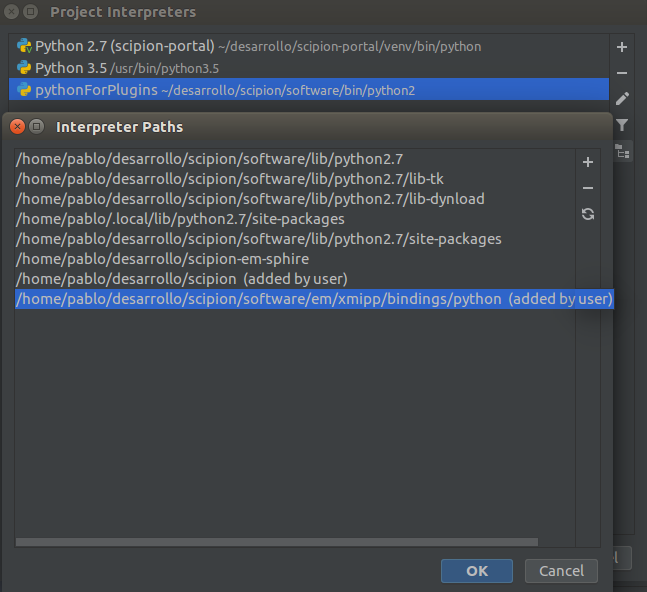 Project Interpreters
Python 2.7 (scipion-portal) ~/desarrollo/scipion-portal/venv/bin/python
Python 3.5 /usr/bin/python3.5
pythonForPlugins ~/desarrollo/scipion/software/bin/python2
Interpreter Paths
/home/pablo/desarrollo/scipion/software/lib/python2.7
/home/pablo/desarrollo/scipion/software/lib/python2.7/lib-tk
/home/pablo/desarrollo/scipion/software/lib/python2.7/lib-dynload
/home/pablo/.local/lib/python2.7/site-packages
/home/pablo/desarrollo/scipion/software/lib/python2.7/site-packages
/home/pablo/desarrollo/scipion-em-sphire
/home/pablo/desarrollo/scipion (added by user)
/home/pablo/desarrollo/scipion/software/em/xmipp/bindings/python (added by user)
OK Cancel